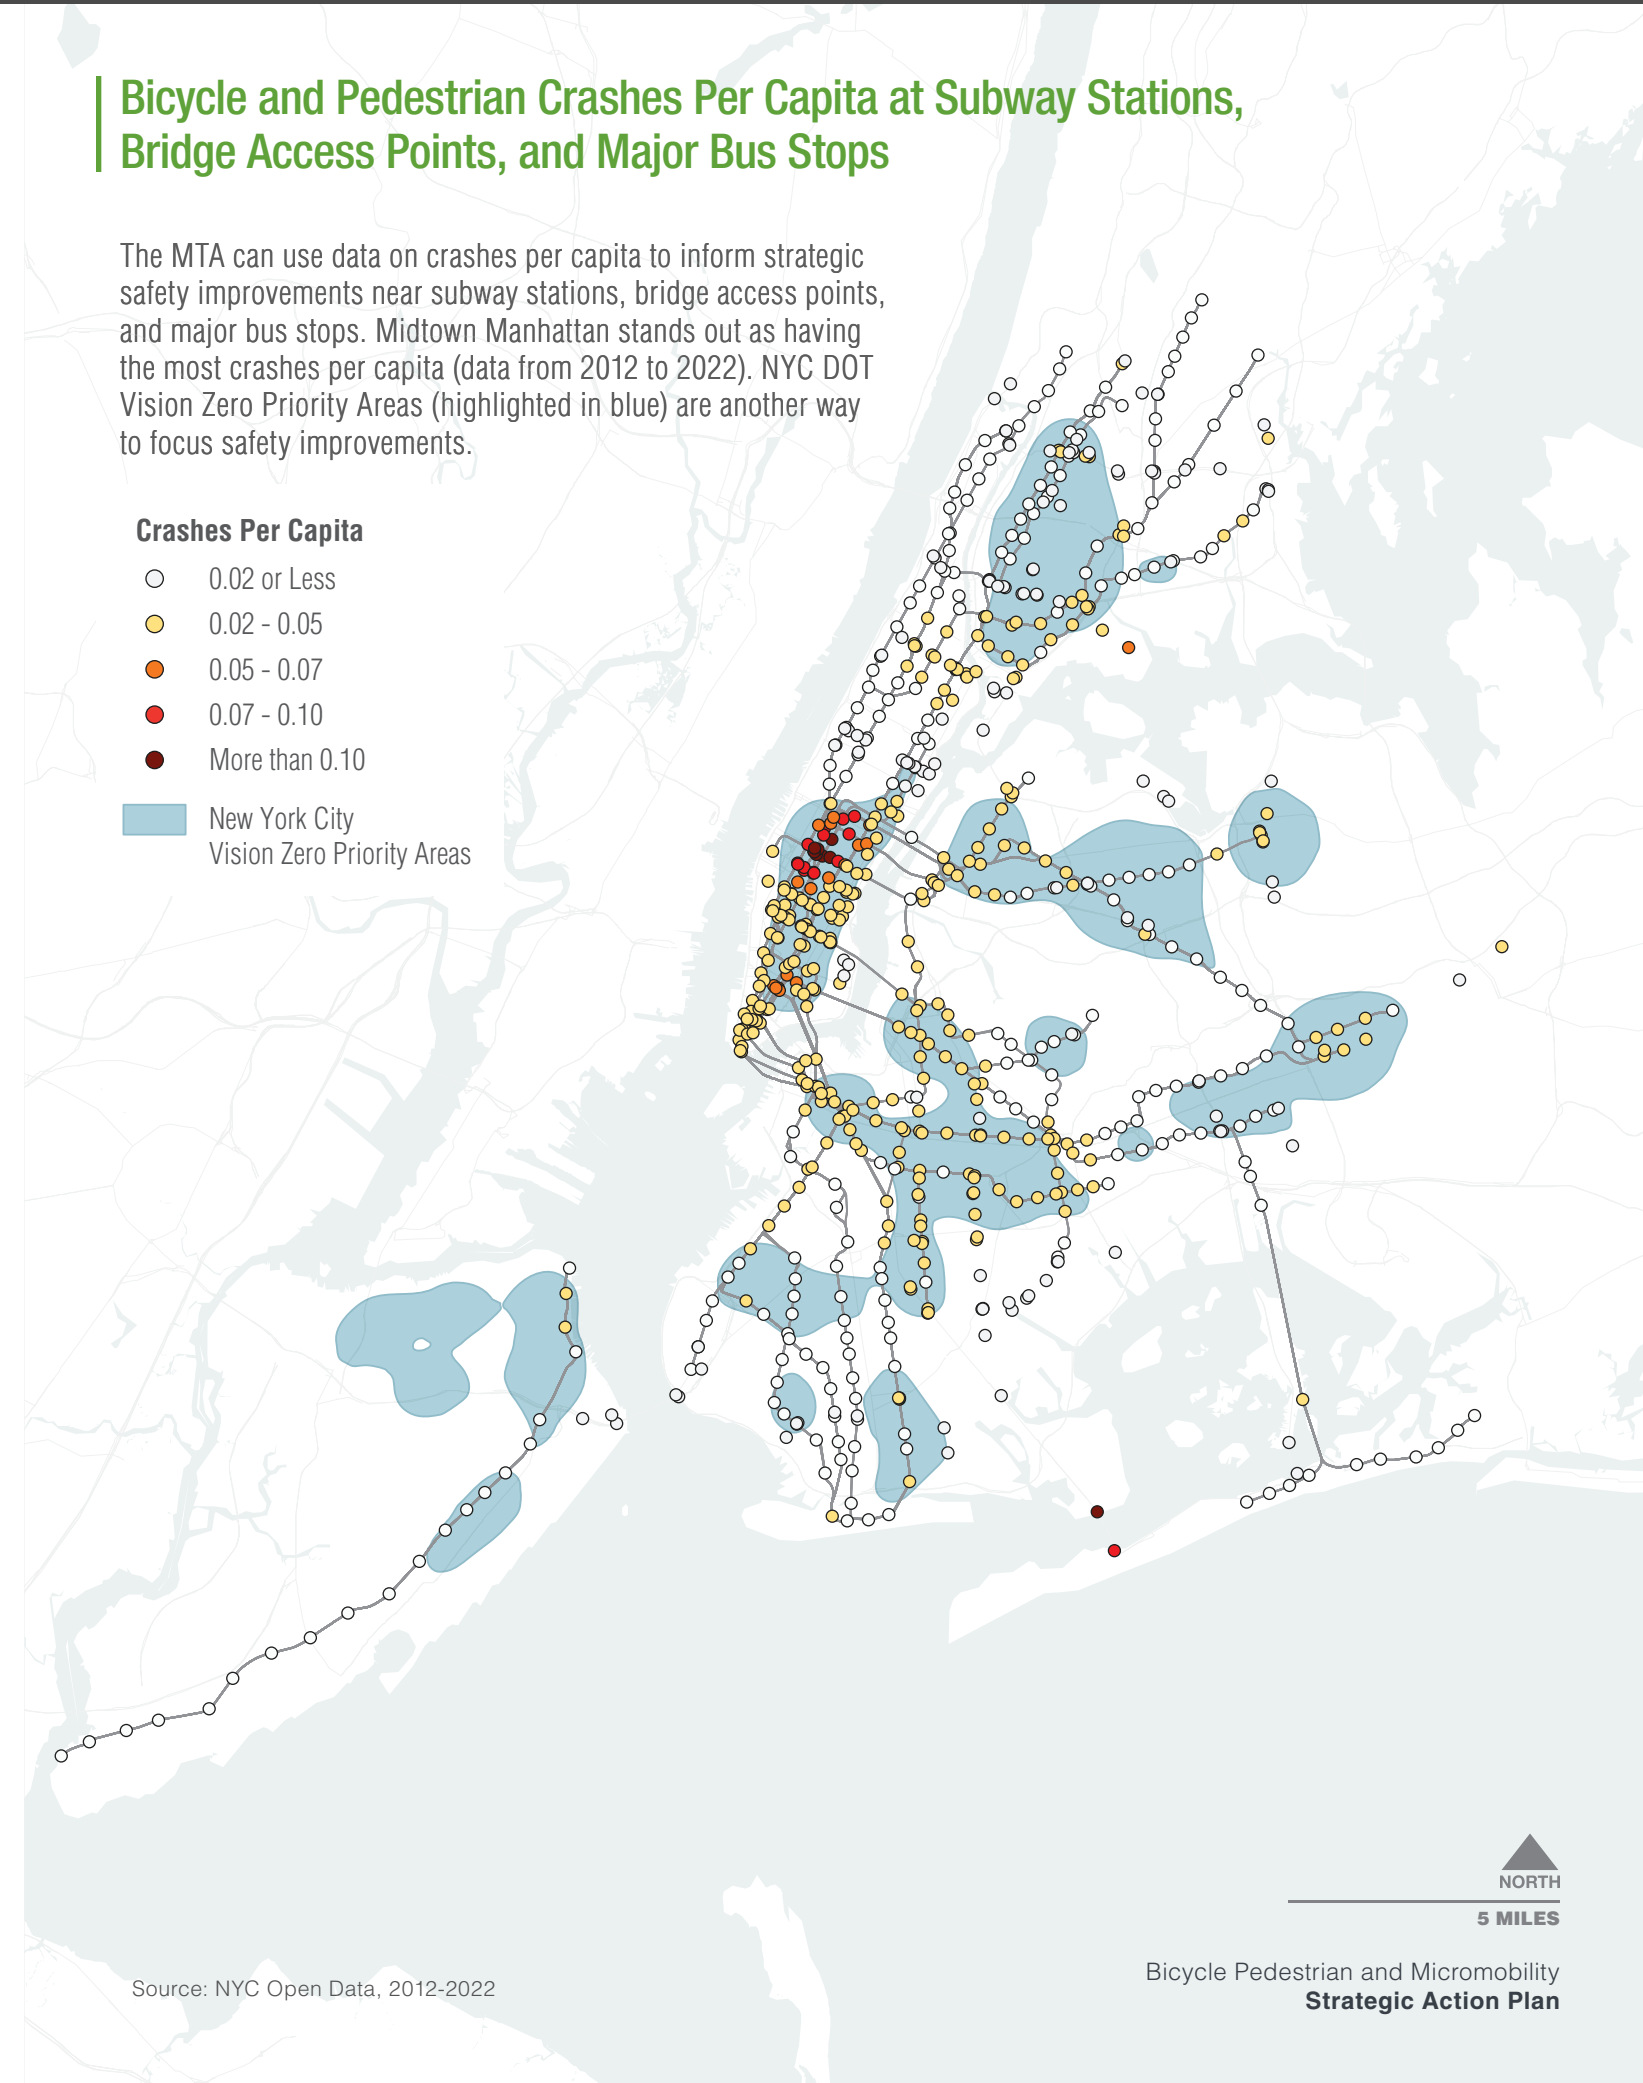 Bicycle and Pedestrian Crashes Per Capita at Subway Stations,
Bridge Access Points, and Major Bus Stops
The MTA can use data on crashes per capita to inform strategic
safety improvements near subway stations, bridge access points,
and major bus stops. Midtown Manhattan stands out as having
the most crashes per capita (data from 2012 to 2022). NYC DOT
Vision Zero Priority Areas (highlighted in blue) are another way
to focus safety improvements.
Crashes Per Capita
0.02 or Less
0.02 - 0.05
0.05 - 0.07
0.07 - 0.10
More than 0.10
New York City
Vision Zero Priority Areas
NORTH
5 MILES
Source: NYC Open Data, 2012-2022
Bicycle Pedestrian and Micromobility
Strategic Action Plan